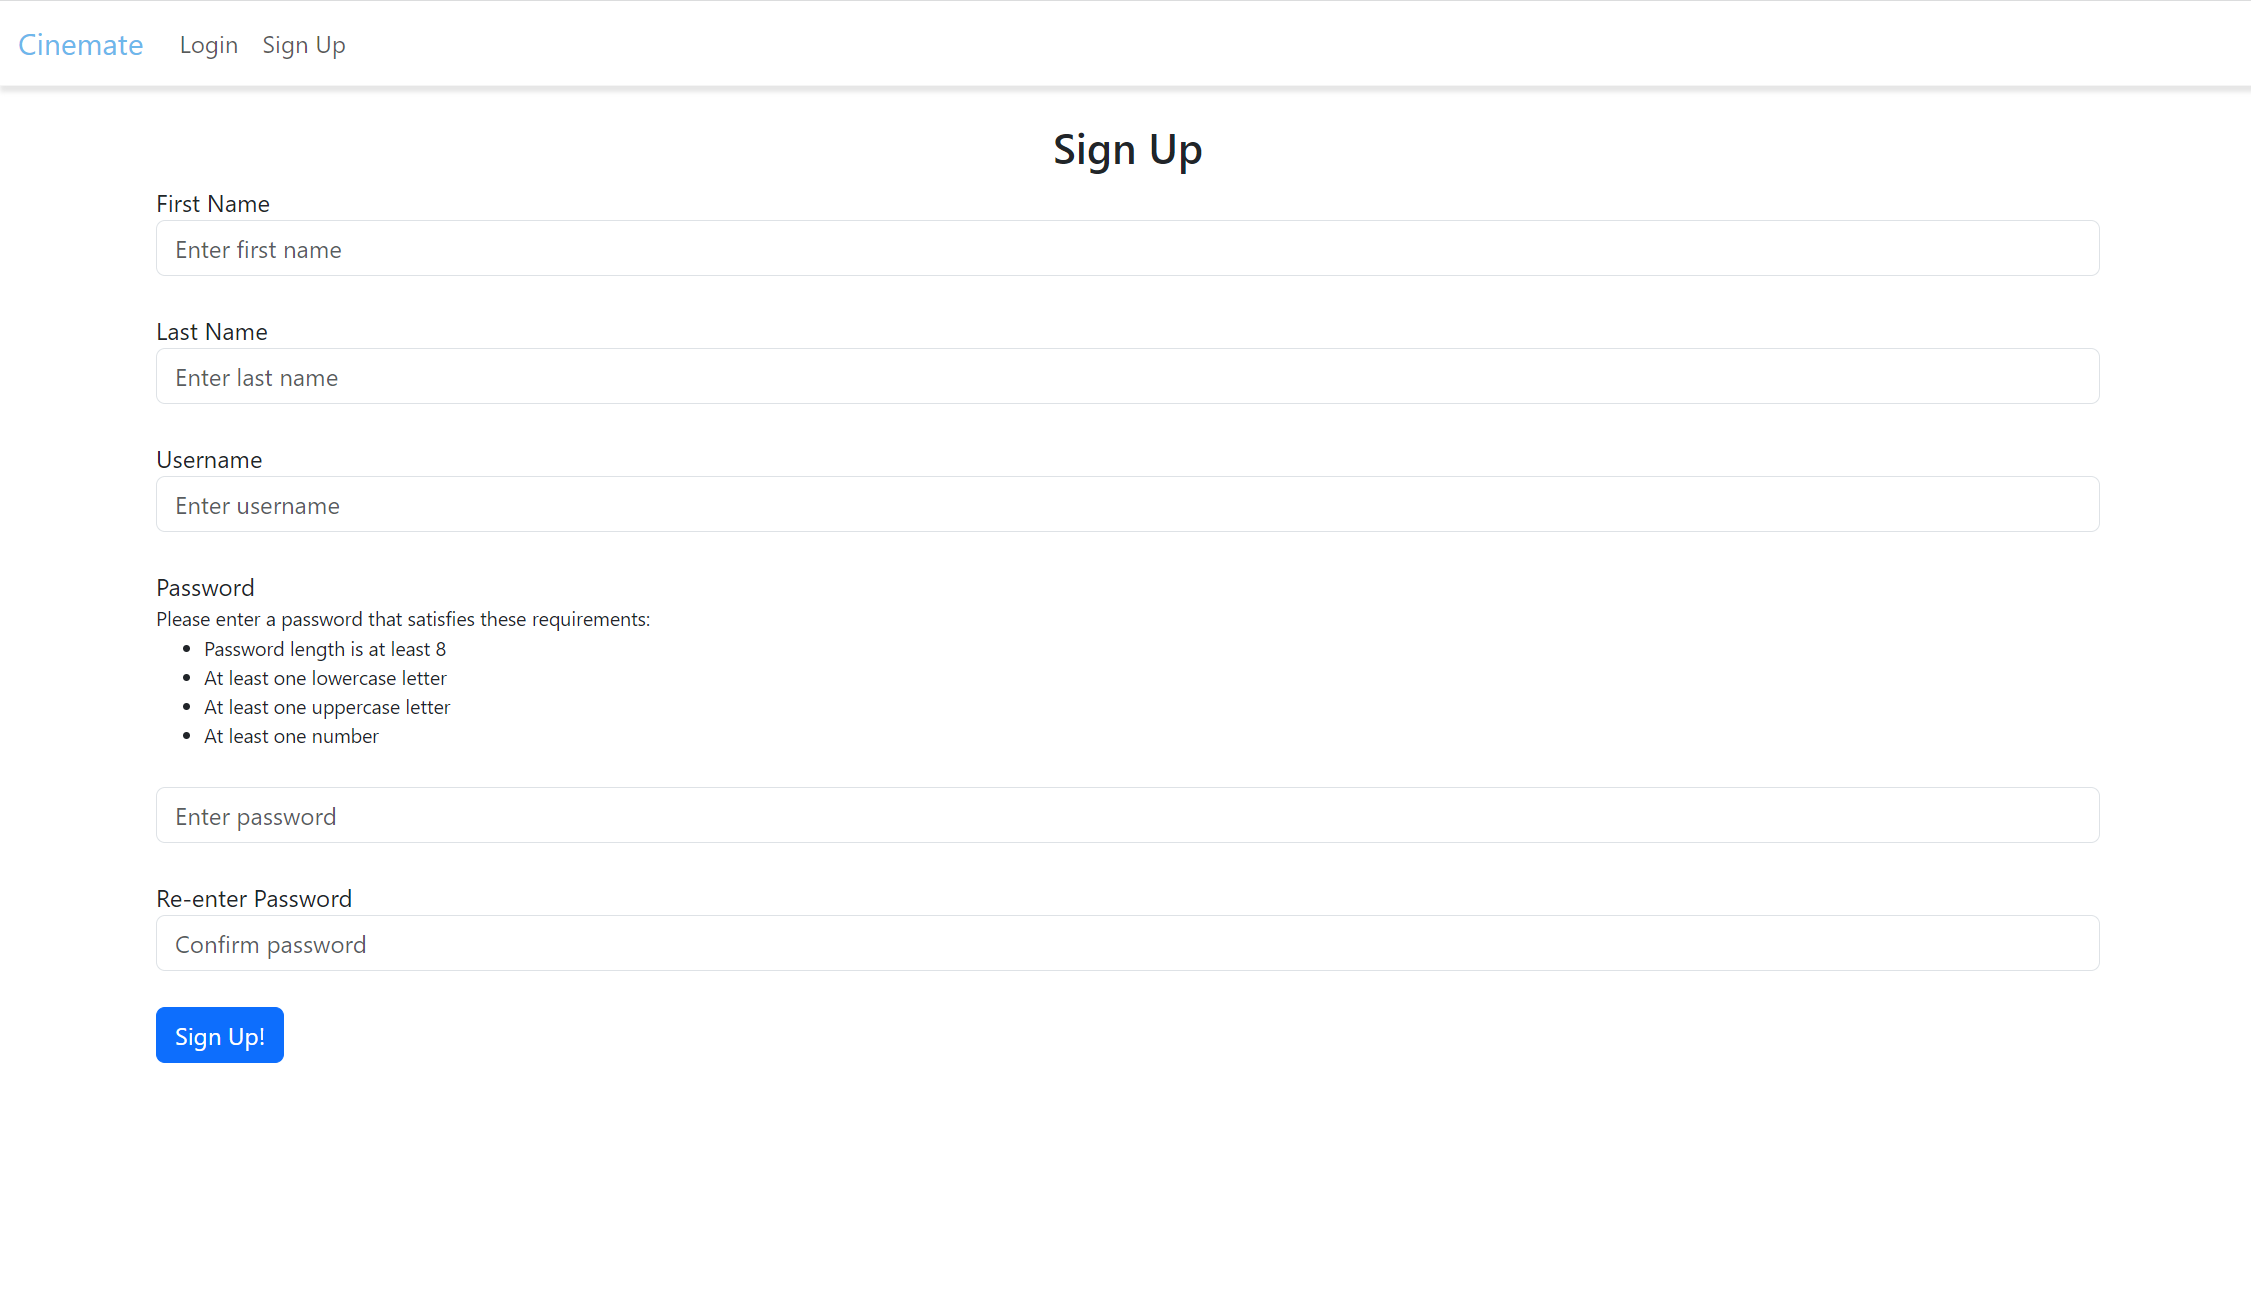 Cinemate Login Sign Up
Sign Up
First Name
Enter first name
Last Name
Enter last name
Username
Enter username
Password
Please enter a password that satisfies these requirements:
• Password length is at least 8
• At least one lowercase letter
• At least one uppercase letter
• At least one number
Enter password
Re-enter Password
Confirm password
Sign Up!